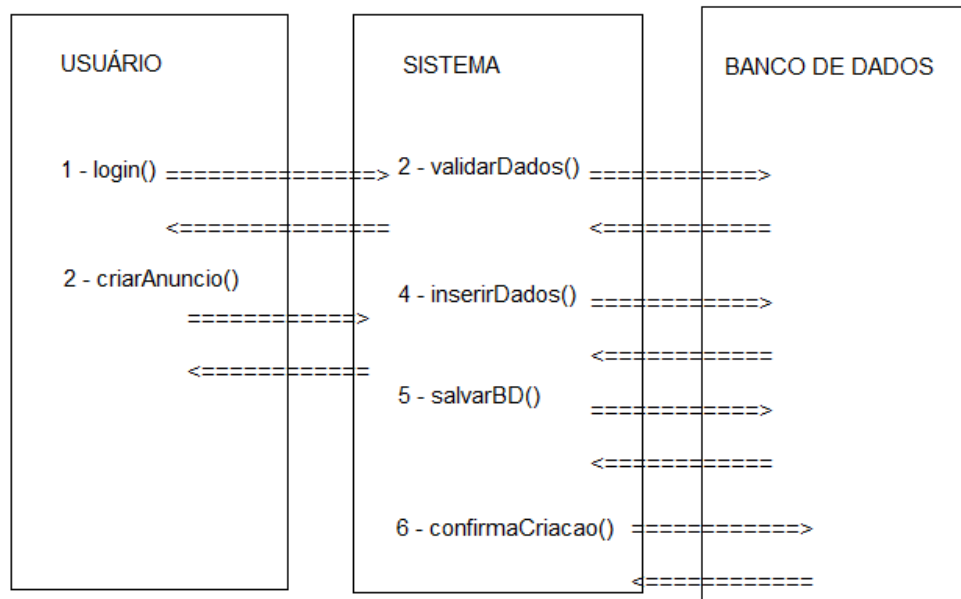 USUÁRIO
SISTEMA
BANCO DE DADOS
1 - login() ===============> 2 - validarDados() ============>
<=============== <============
2 - criarAnuncio()
4 - inserirDados() ============>
============>
<============
<============
5 - salvarBD() ============>
<============
6 - confirmaCriacao() ============>
<============